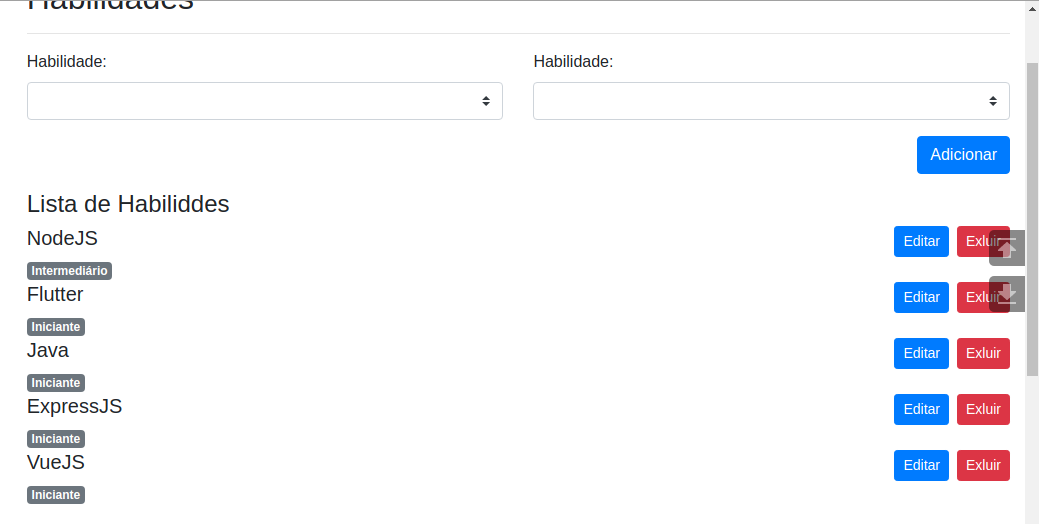 Habilidades
Habilidade: Habilidade:
Adicionar
Lista de Habiliddes
NodeJS Editar Exluir
Intermediário
Flutter Editar Exluir
Iniciante
Java Editar Exluir
Iniciante
ExpressJS Editar Exluir
Iniciante
VueJS Editar Exluir
Iniciante